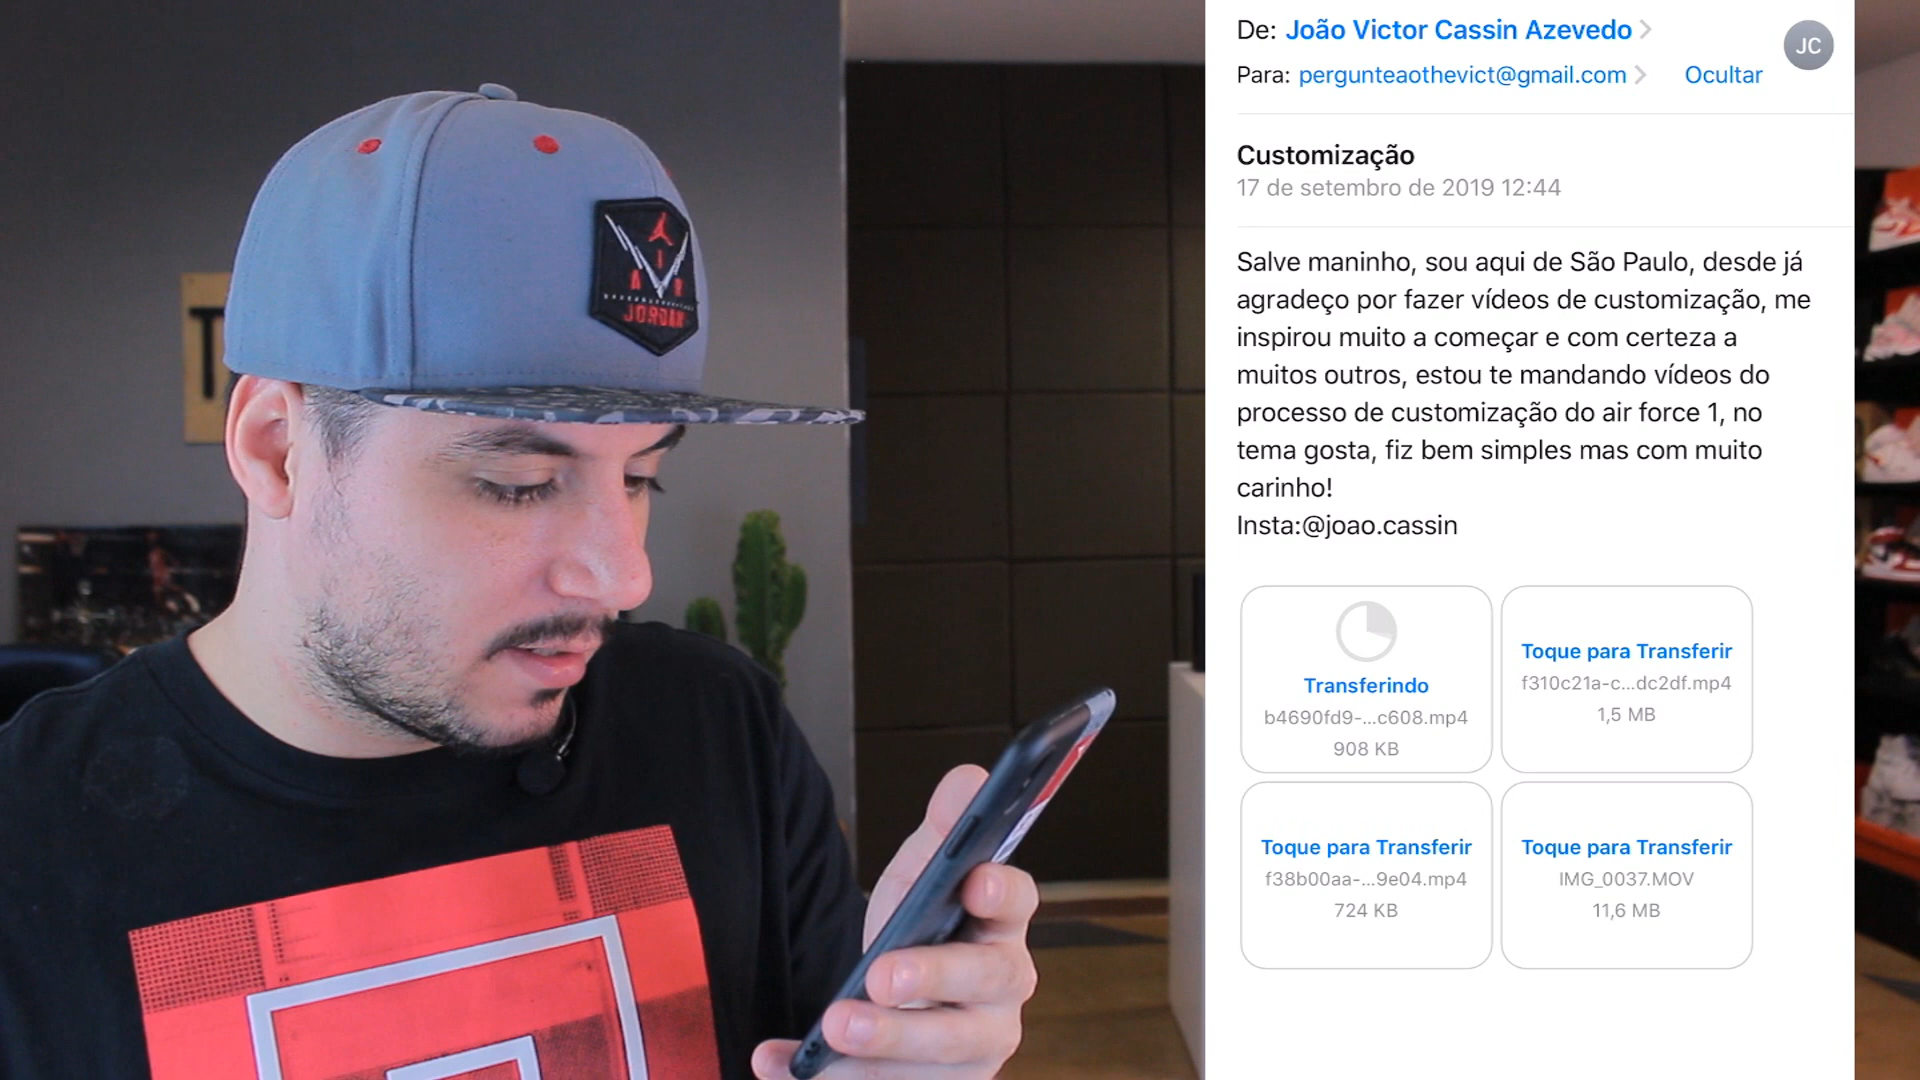 De: João Victor Cassin Azevedo
JC
Para: pergunteaothevict@gmail.com
Ocultar
Customização
17 de setembro de 2019 12:44
Salve maninho, sou aqui de São Paulo, desde já
agradeço por fazer vídeos de customização, me
inspirou muito a começar e com certeza a
muitos outros, estou te mandando vídeos do
processo de customização do air force 1, no
tema gosta, fiz bem simples mas com muito
carinho!
Insta:@joao.cassin
Transferindo
b4690fd9-...c608.mp4
908 KB
Toque para Transferir
f310c21a-c...dc2df.mp4
1,5 MB
Toque para Transferir
f38b00aa-...9e04.mp4
724 KB
Toque para Transferir
IMG_0037.MOV
11,6 MB
AIR
JORDAN